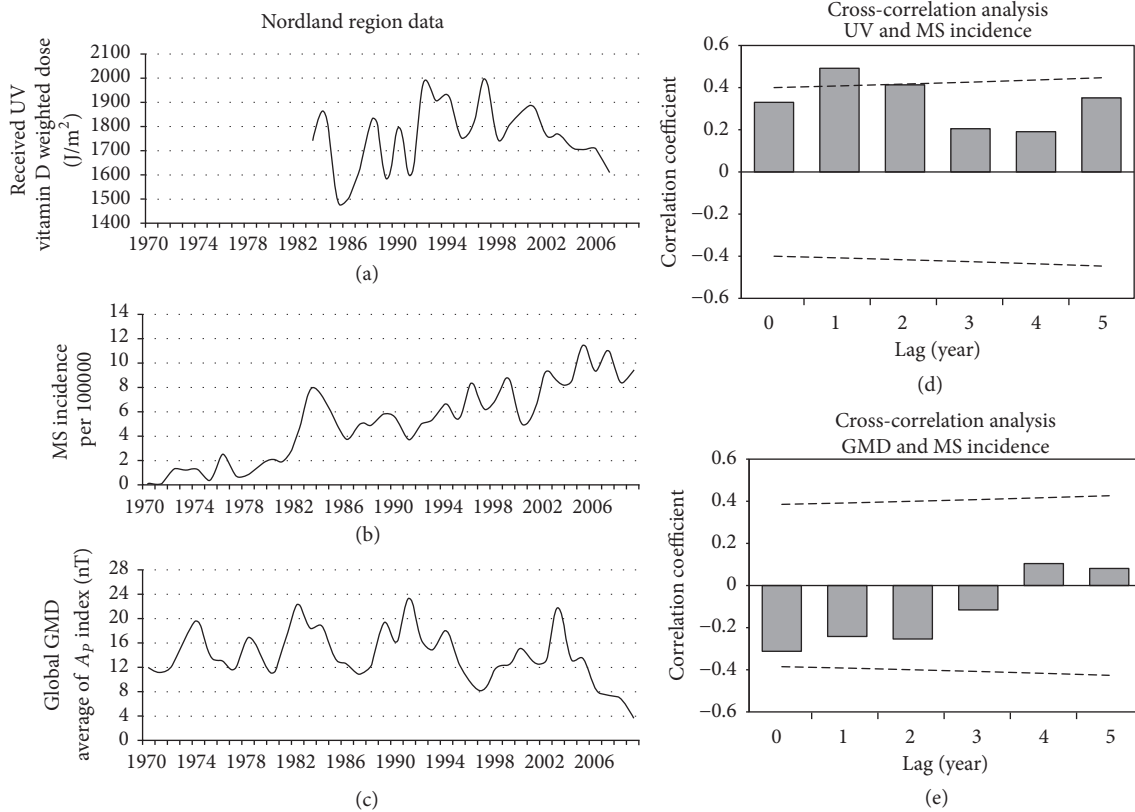 Nordland region data
Received UV
vitamin D weighted dose
(J/m²)
2100
2000
1900
1800
1700
1600
1500
1400
1970 1974 1978 1982 1986 1990 1994 1998 2002 2006
(a)
MS incidence
per 100000
14
12
10
8
6
4
2
0
1970 1974 1978 1982 1986 1990 1994 1998 2002 2006
(b)
Global GMD
average of Aₚ index (nT)
28
24
20
16
12
8
4
0
1970 1974 1978 1982 1986 1990 1994 1998 2002 2006
(c)
Cross-correlation analysis
UV and MS incidence
Correlation coefficient
0.6
0.4
0.2
0
−0.2
−0.4
−0.6
0 1 2 3 4 5
Lag (year)
(d)
Cross-correlation analysis
GMD and MS incidence
Correlation coefficient
0.6
0.4
0.2
0
−0.2
−0.4
−0.6
0 1 2 3 4 5
Lag (year)
(e)